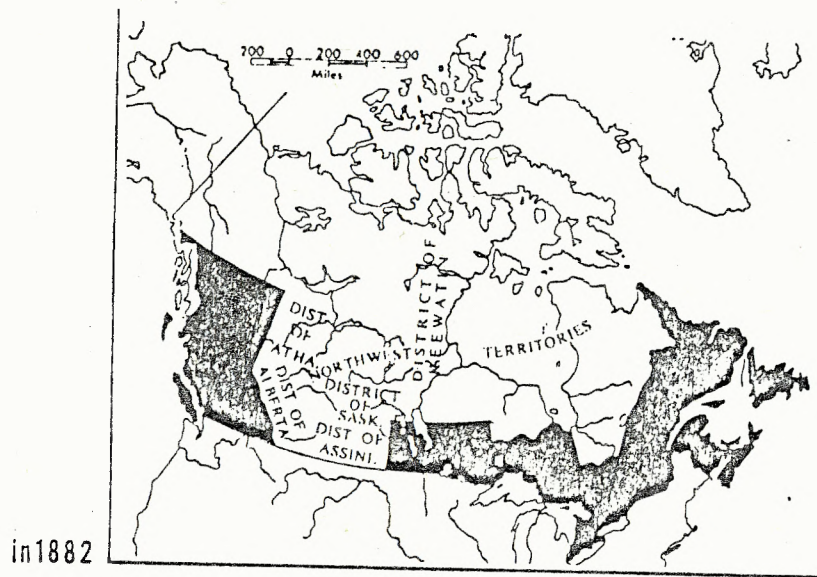 200 0 200 400 600
Miles
DIST
OF
ATHA
NORTHWEST
TERRITORIES
DISTRICT OF
KEEWATIN
DIST OF
ALBERTA
DISTRICT
OF
SASK.
DIST OF
ASSINI.
in1882